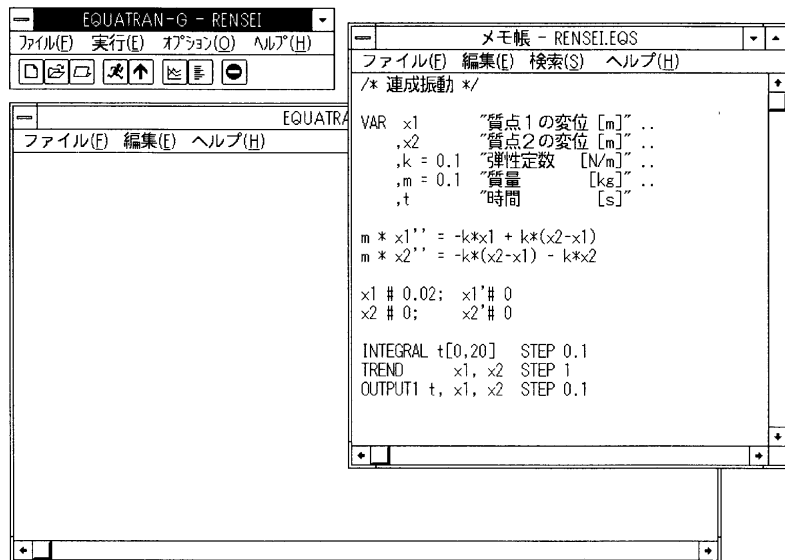 EQUATRAN-G - RENSEI
ﾌｧｲﾙ(F) 実行(E) ｵﾌﾟｼｮﾝ(O) ﾍﾙﾌﾟ(H)
EQUATRA
ファイル(F) 編集(E) ヘルプ(H)
メモ帳 - RENSEI.EQS
ファイル(F) 編集(E) 検索(S) ヘルプ(H)
/* 連成振動 */
VAR x1 "質点1の変位 [m]" ..
,x2 "質点2の変位 [m]" ..
,k = 0.1 "弾性定数 [N/m]" ..
,m = 0.1 "質量 [kg]" ..
,t "時間 [s]"
m * x1'' = -k*x1 + k*(x2-x1)
m * x2'' = -k*(x2-x1) - k*x2
x1 # 0.02; x1'# 0
x2 # 0; x2'# 0
INTEGRAL t[0,20] STEP 0.1
TREND x1, x2 STEP 1
OUTPUT1 t, x1, x2 STEP 0.1